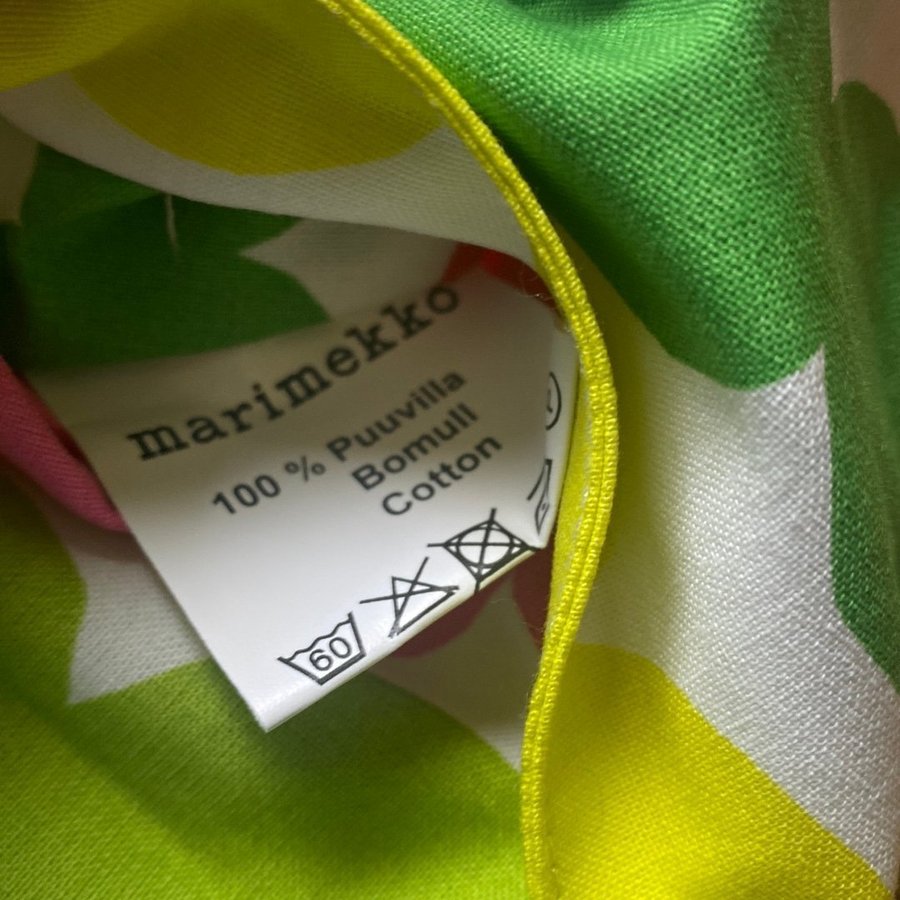 marimekko
100 % Puuvilla
Bomull
Cotton
60